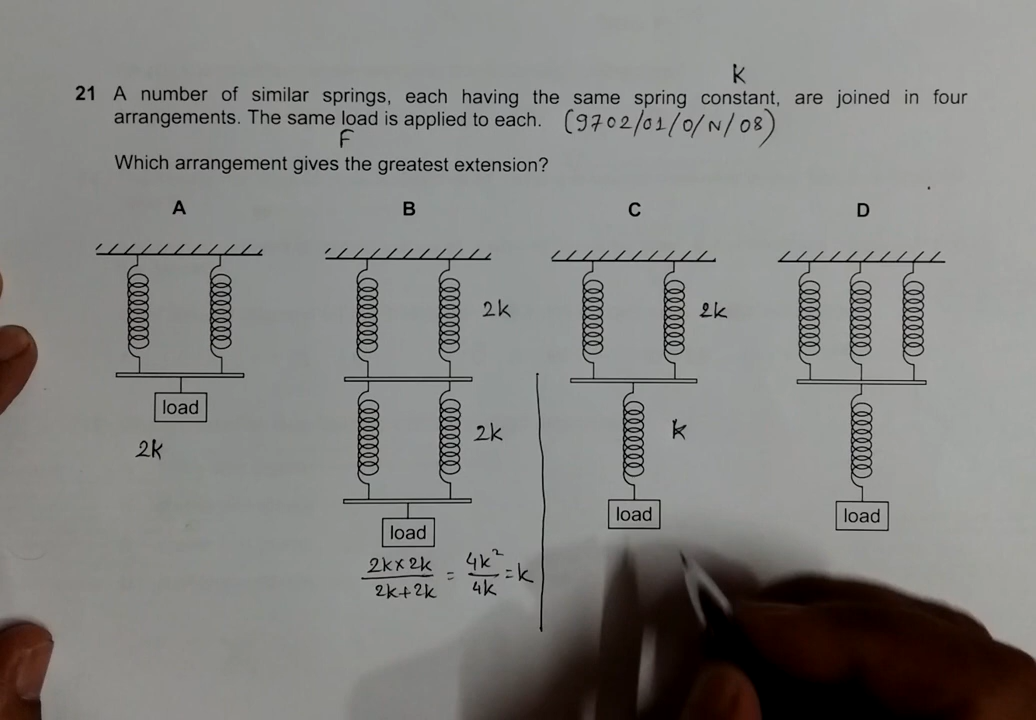 K
21 A number of similar springs, each having the same spring constant, are joined in four
arrangements. The same load is applied to each. (9702/01/O/N/08)
F
Which arrangement gives the greatest extension?
A B C D
2k 2k
load
2k k
2k
load load load
2k×2k / 2k+2k = 4k² / 4k = k